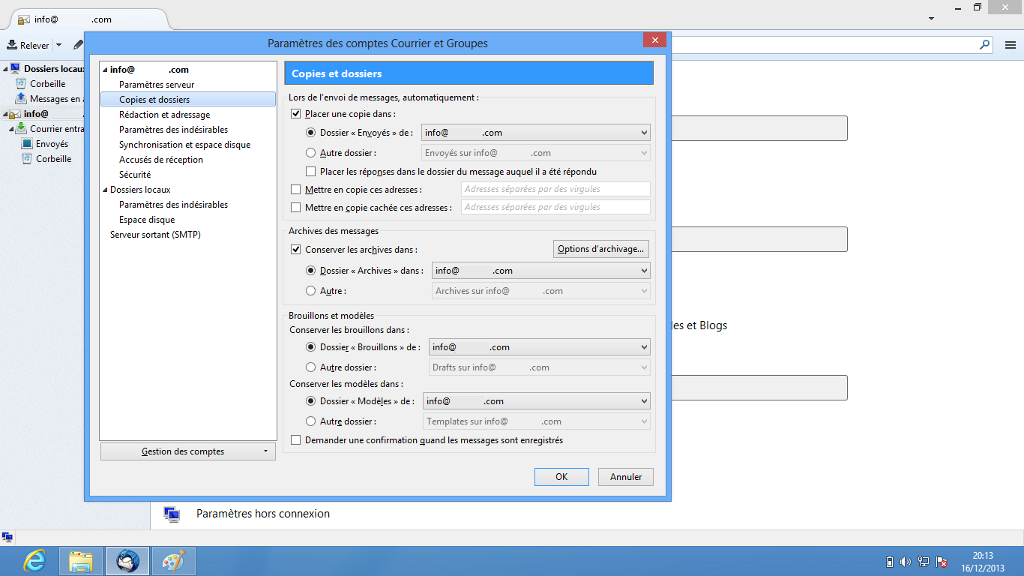 info@ .com
Relever
Dossiers locaux
Corbeille
Messages en a
info@
Courrier entra
Envoyés
Corbeille
Paramètres des comptes Courrier et Groupes
info@ .com
Paramètres serveur
Copies et dossiers
Rédaction et adressage
Paramètres des indésirables
Synchronisation et espace disque
Accusés de réception
Sécurité
Dossiers locaux
Paramètres des indésirables
Espace disque
Serveur sortant (SMTP)
Gestion des comptes
Copies et dossiers
Lors de l'envoi de messages, automatiquement :
Placer une copie dans :
Dossier « Envoyés » de : info@ .com
Autre dossier : Envoyés sur info@ .com
Placer les réponses dans le dossier du message auquel il a été répondu
Mettre en copie ces adresses : Adresses séparées par des virgules
Mettre en copie cachée ces adresses : Adresses séparées par des virgules
Archives des messages
Conserver les archives dans : Options d'archivage...
Dossier « Archives » dans : info@ .com
Autre : Archives sur info@ .com
Brouillons et modèles
Conserver les brouillons dans :
Dossier « Brouillons » de : info@ .com
Autre dossier : Drafts sur info@ .com
Conserver les modèles dans :
Dossier « Modèles » de : info@ .com
Autre dossier : Templates sur info@ .com
Demander une confirmation quand les messages sont enregistrés
OK Annuler
les et Blogs
Paramètres hors connexion
20:13
16/12/2013